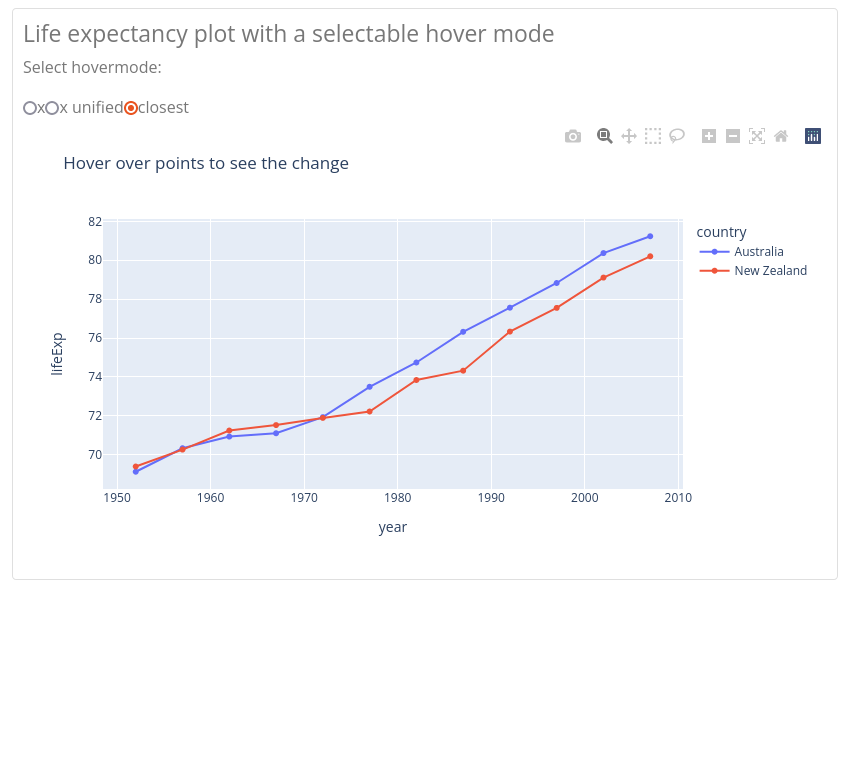 Life expectancy plot with a selectable hover mode
Select hovermode:
x x unified closest
Hover over points to see the change
82
80
78
76
74
72
70
lifeExp
1950 1960 1970 1980 1990 2000 2010
year
country
Australia
New Zealand